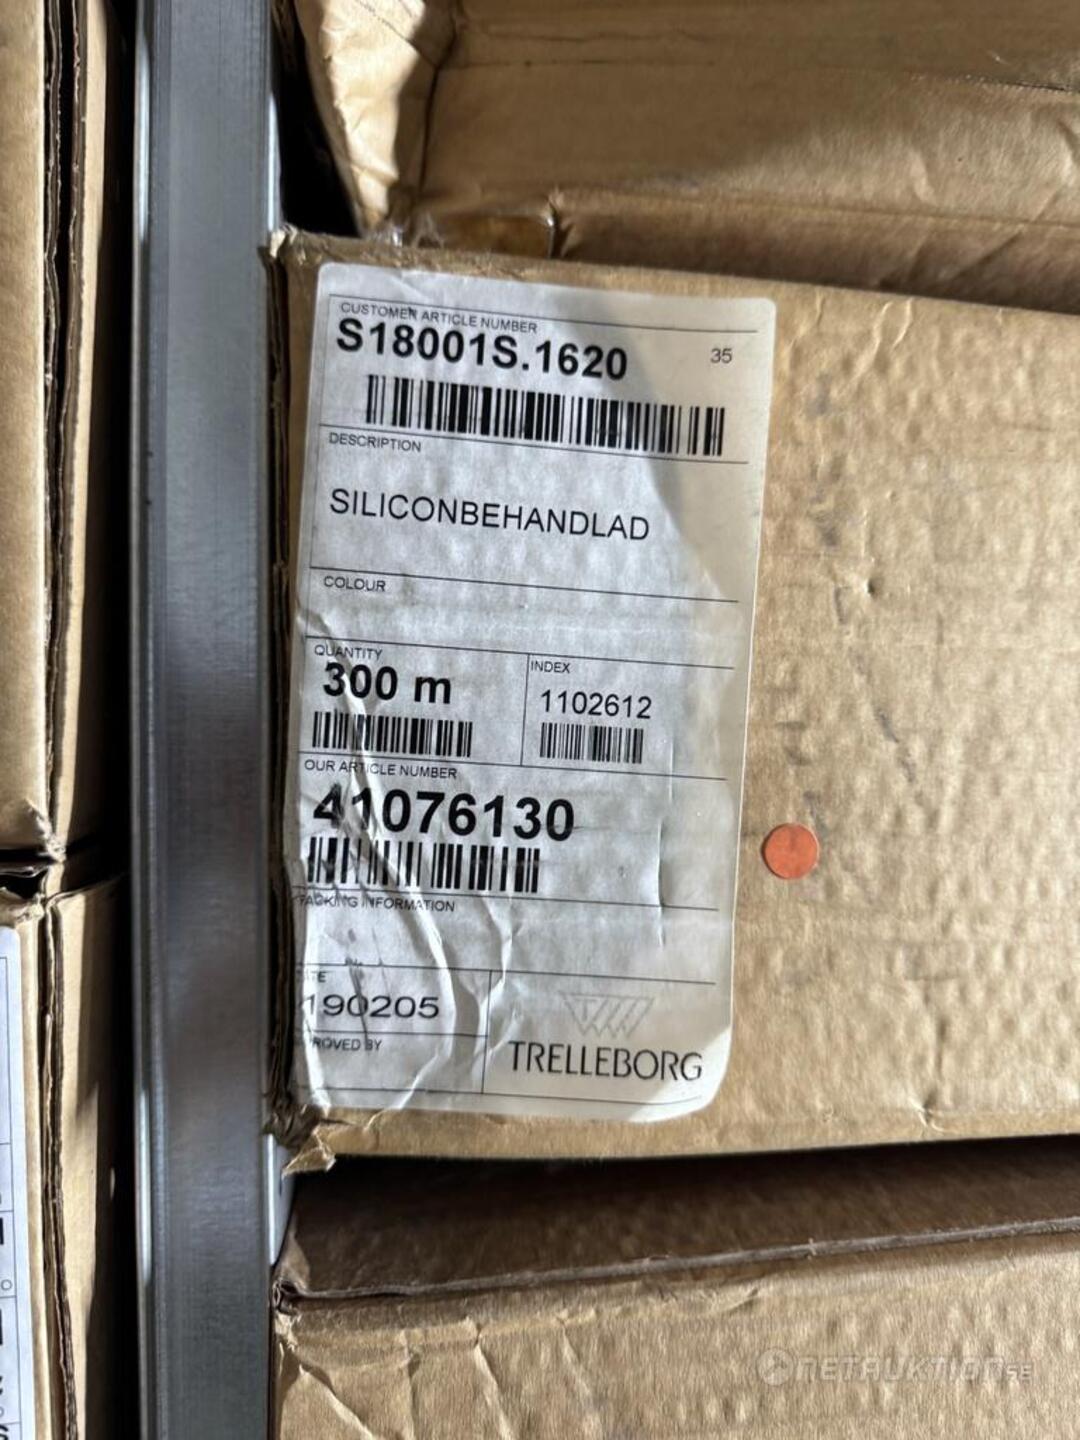 CUSTOMER ARTICLE NUMBER
S18001S.1620
35
DESCRIPTION
SILICONBEHANDLAD
COLOUR
QUANTITY
300 m
INDEX
1102612
OUR ARTICLE NUMBER
41076130
PACKING INFORMATION
190205
TRELLEBORG
NETAUKTION.SE